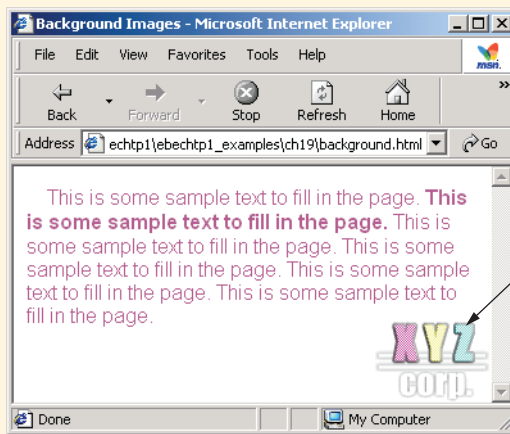 Background Images - Microsoft Internet Explorer
File Edit View Favorites Tools Help
msn.
Back Forward Stop Refresh Home »
Address echtp1\ebechtp1_examples\ch19\background.html Go
This is some sample text to fill in the page. This
is some sample text to fill in the page. This is
some sample text to fill in the page. This is some
sample text to fill in the page. This is some sample
text to fill in the page. This is some sample text to
fill in the page.
XYZ
corp.
Done My Computer